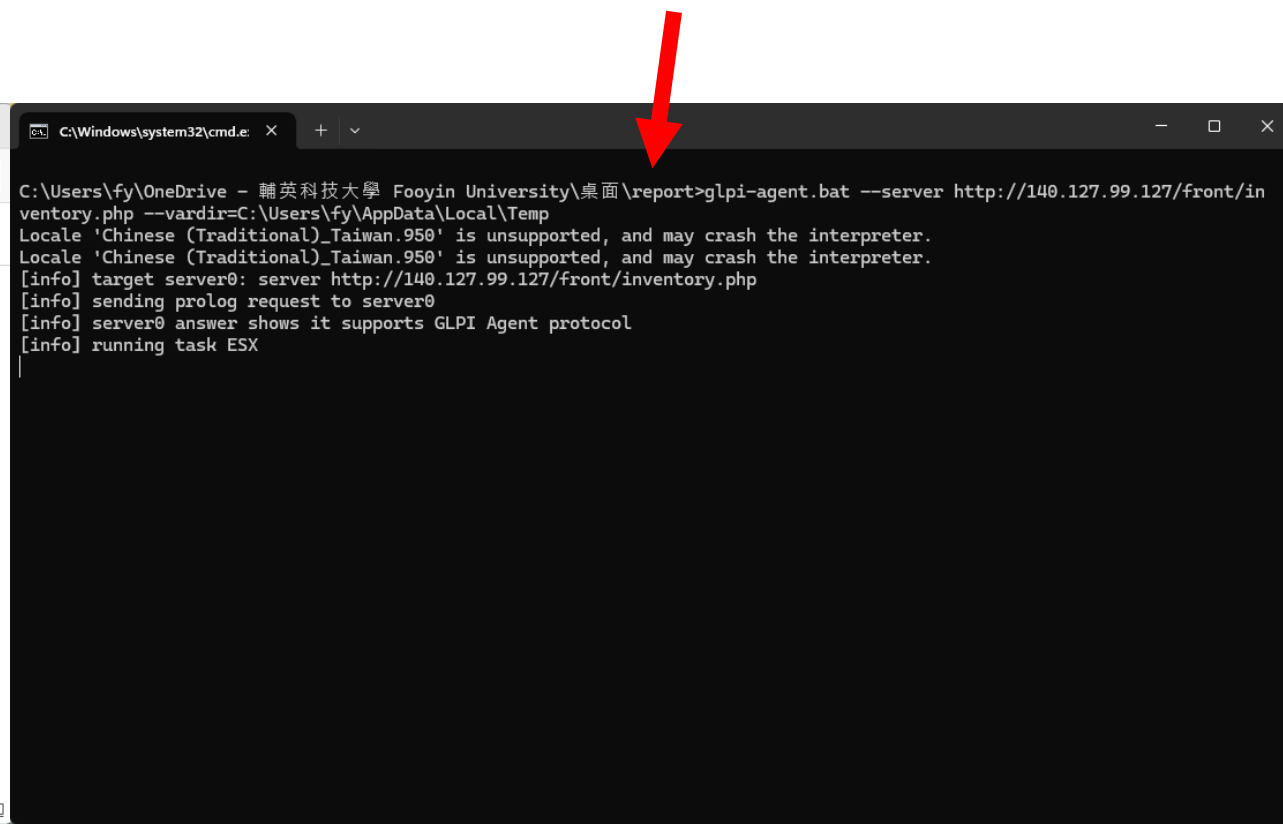 C:\Windows\system32\cmd.e:
C:\Users\fy\OneDrive - 輔英科技大學 Fooyin University\桌面\report>glpi-agent.bat --server http://140.127.99.127/front/in
ventory.php --vardir=C:\Users\fy\AppData\Local\Temp
Locale 'Chinese (Traditional)_Taiwan.950' is unsupported, and may crash the interpreter.
Locale 'Chinese (Traditional)_Taiwan.950' is unsupported, and may crash the interpreter.
[info] target server0: server http://140.127.99.127/front/inventory.php
[info] sending prolog request to server0
[info] server0 answer shows it supports GLPI Agent protocol
[info] running task ESX